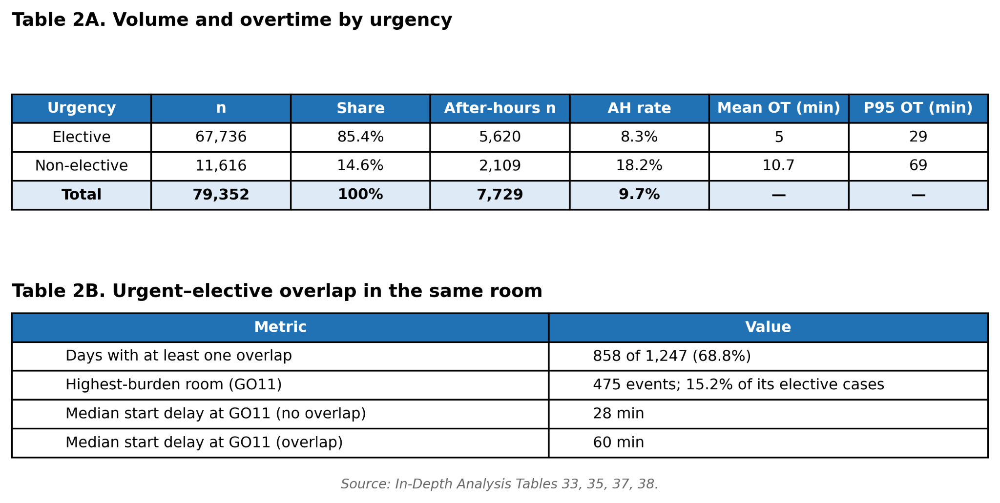 Table 2A. Volume and overtime by urgency
Urgency n Share After-hours n AH rate Mean OT (min) P95 OT (min)
Elective 67,736 85.4% 5,620 8.3% 5 29
Non-elective 11,616 14.6% 2,109 18.2% 10.7 69
Total 79,352 100% 7,729 9.7% — —
Table 2B. Urgent–elective overlap in the same room
Metric Value
Days with at least one overlap 858 of 1,247 (68.8%)
Highest-burden room (GO11) 475 events; 15.2% of its elective cases
Median start delay at GO11 (no overlap) 28 min
Median start delay at GO11 (overlap) 60 min
Source: In-Depth Analysis Tables 33, 35, 37, 38.